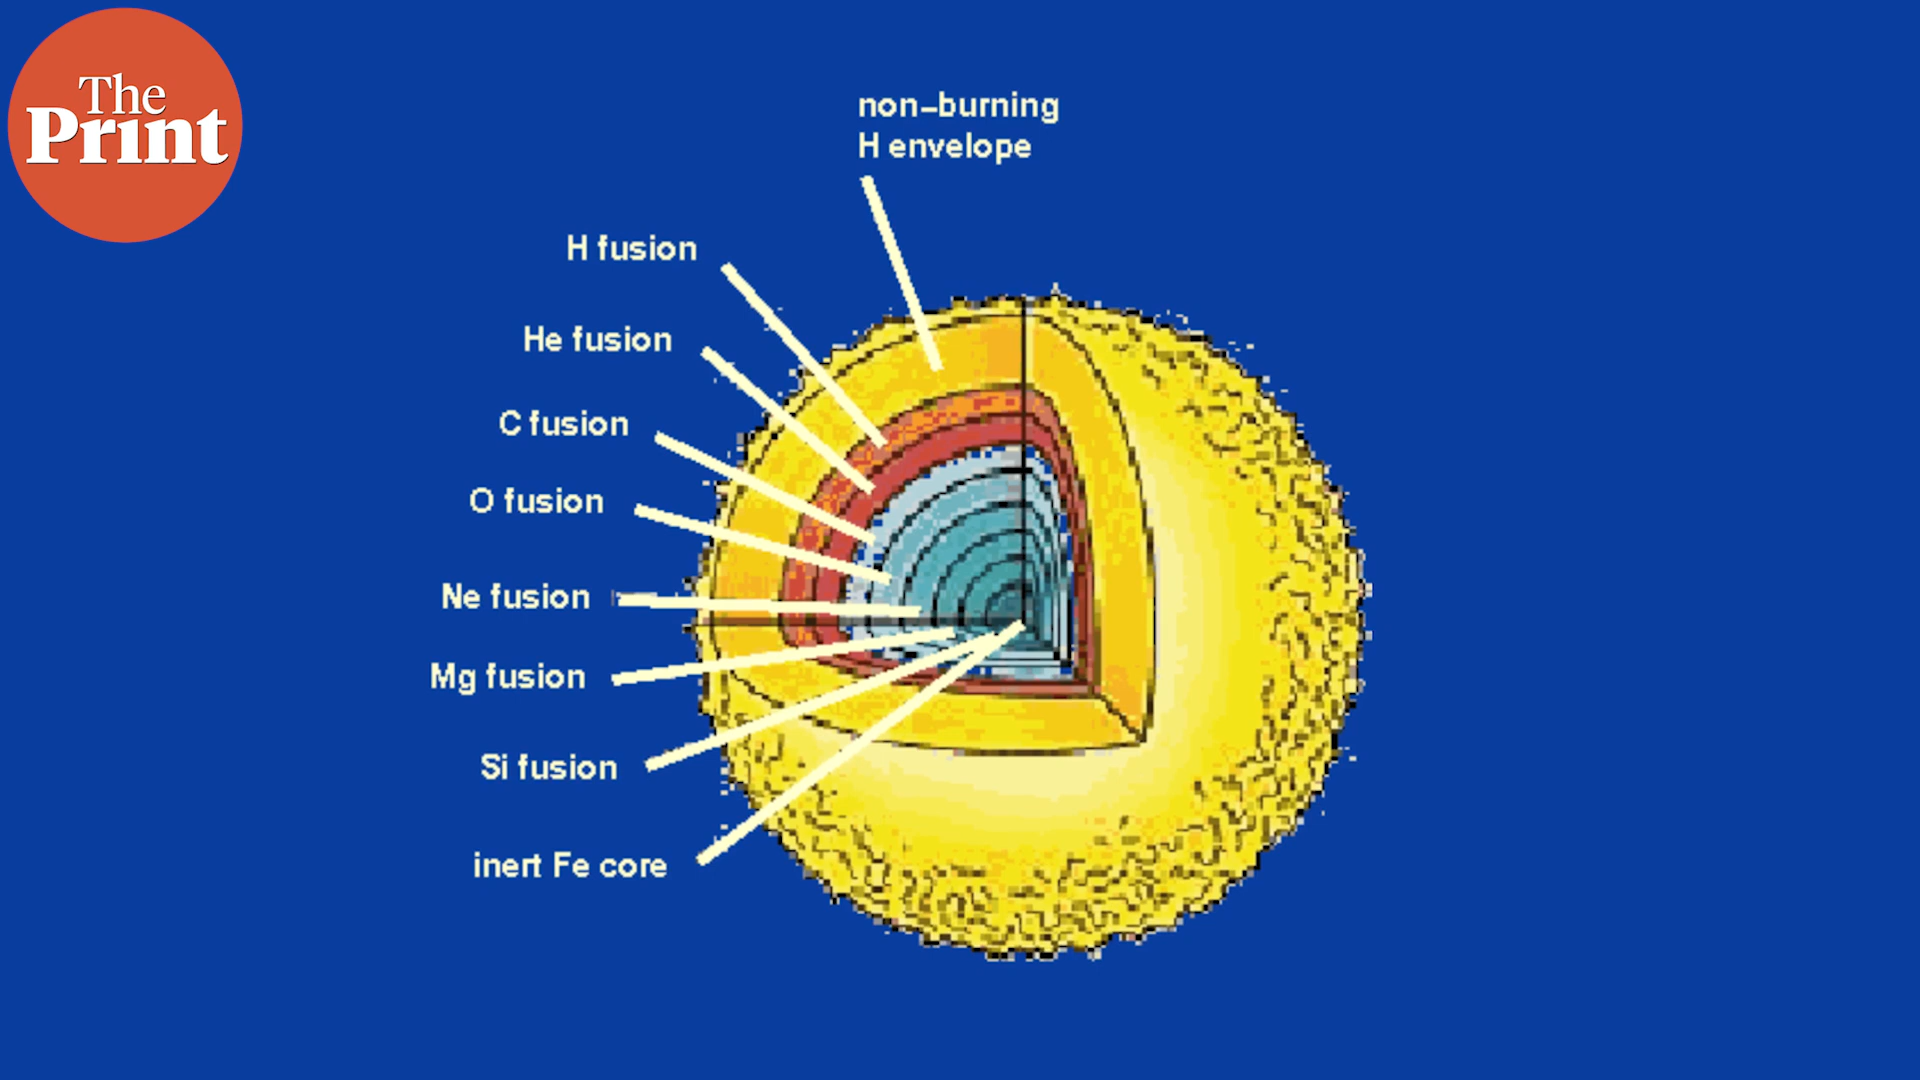 The
Print
non-burning
H envelope
H fusion
He fusion
C fusion
O fusion
Ne fusion
Mg fusion
Si fusion
inert Fe core